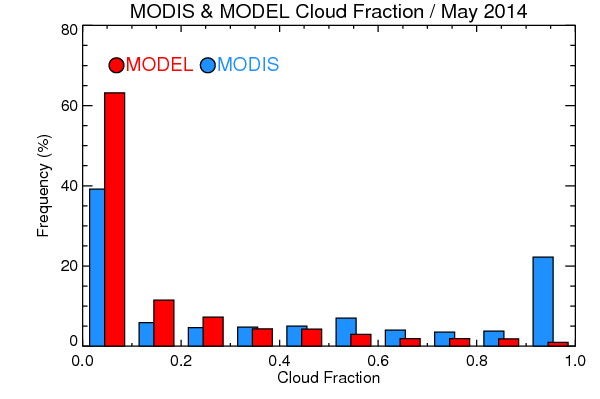 MODIS & MODEL Cloud Fraction / May 2014
80
MODEL MODIS
60
Frequency (%)
40
20
0
0.0 0.2 0.4 0.6 0.8 1.0
Cloud Fraction